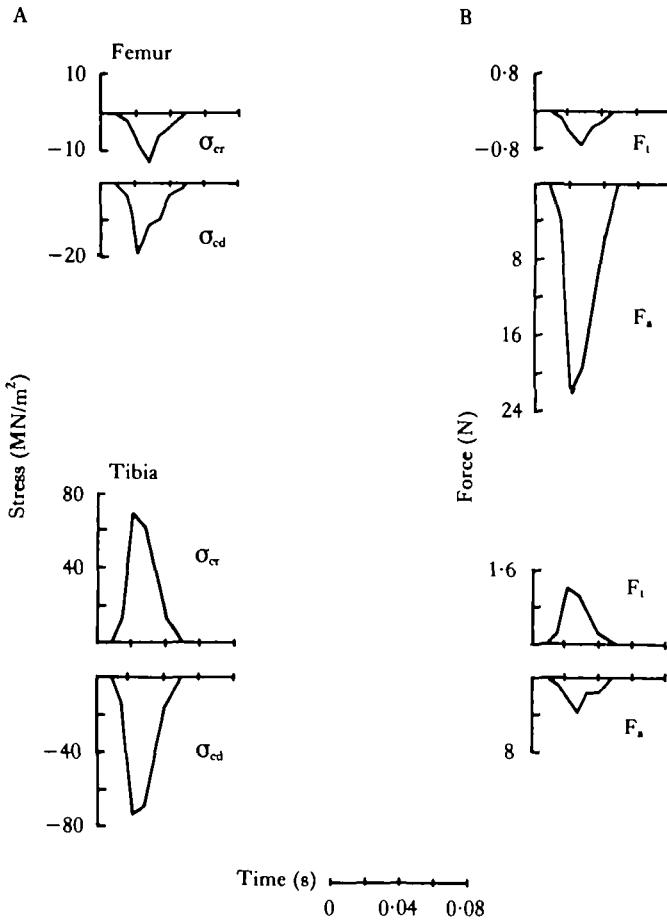 A
B
Femur
10
−10
σcr
−20
σcd
0·8
−0·8
Ft
8
16
24
Fa
Stress (MN/m²)
Force (N)
Tibia
80
40
σcr
−40
−80
σcd
1·6
Ft
8
Fa
Time (s)
0 0·04 0·08